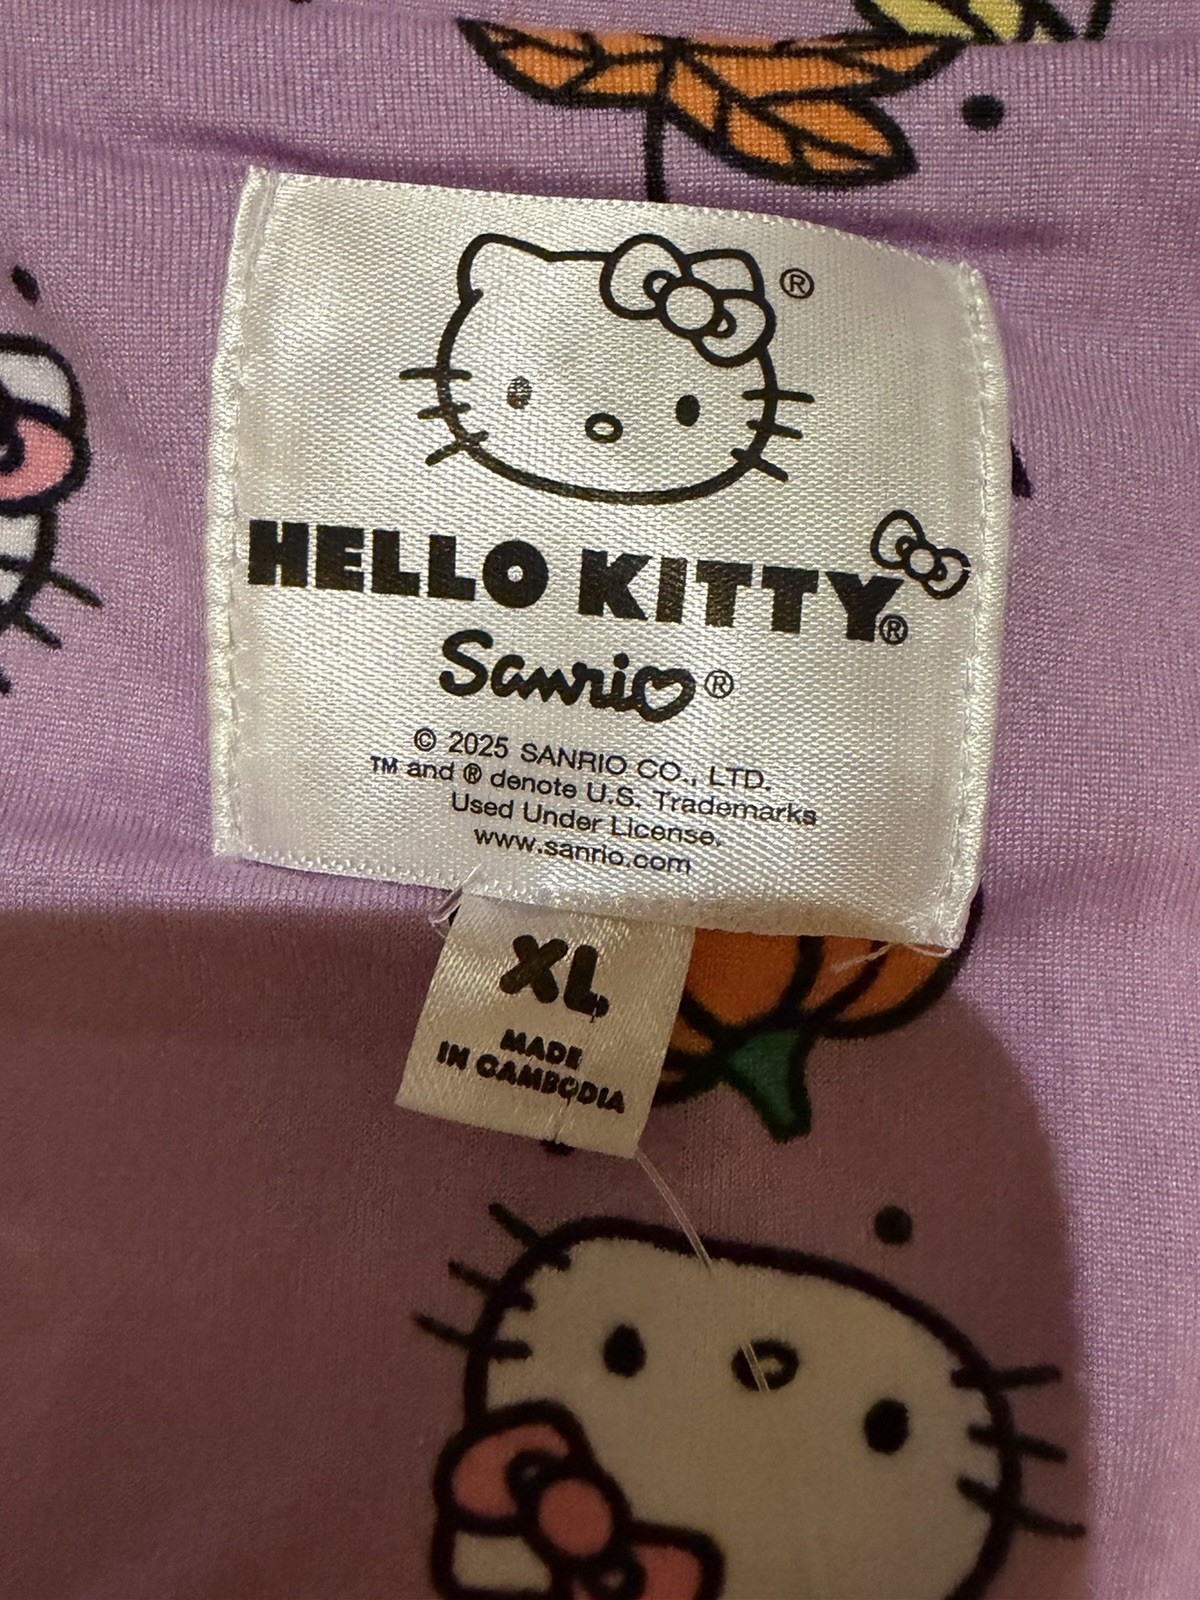 ®
HELLO KITTY®
Sanrio®
© 2025 SANRIO CO., LTD.
TM and ® denote U.S. Trademarks
Used Under License.
www.sanrio.com
XL
MADE
IN CAMBODIA